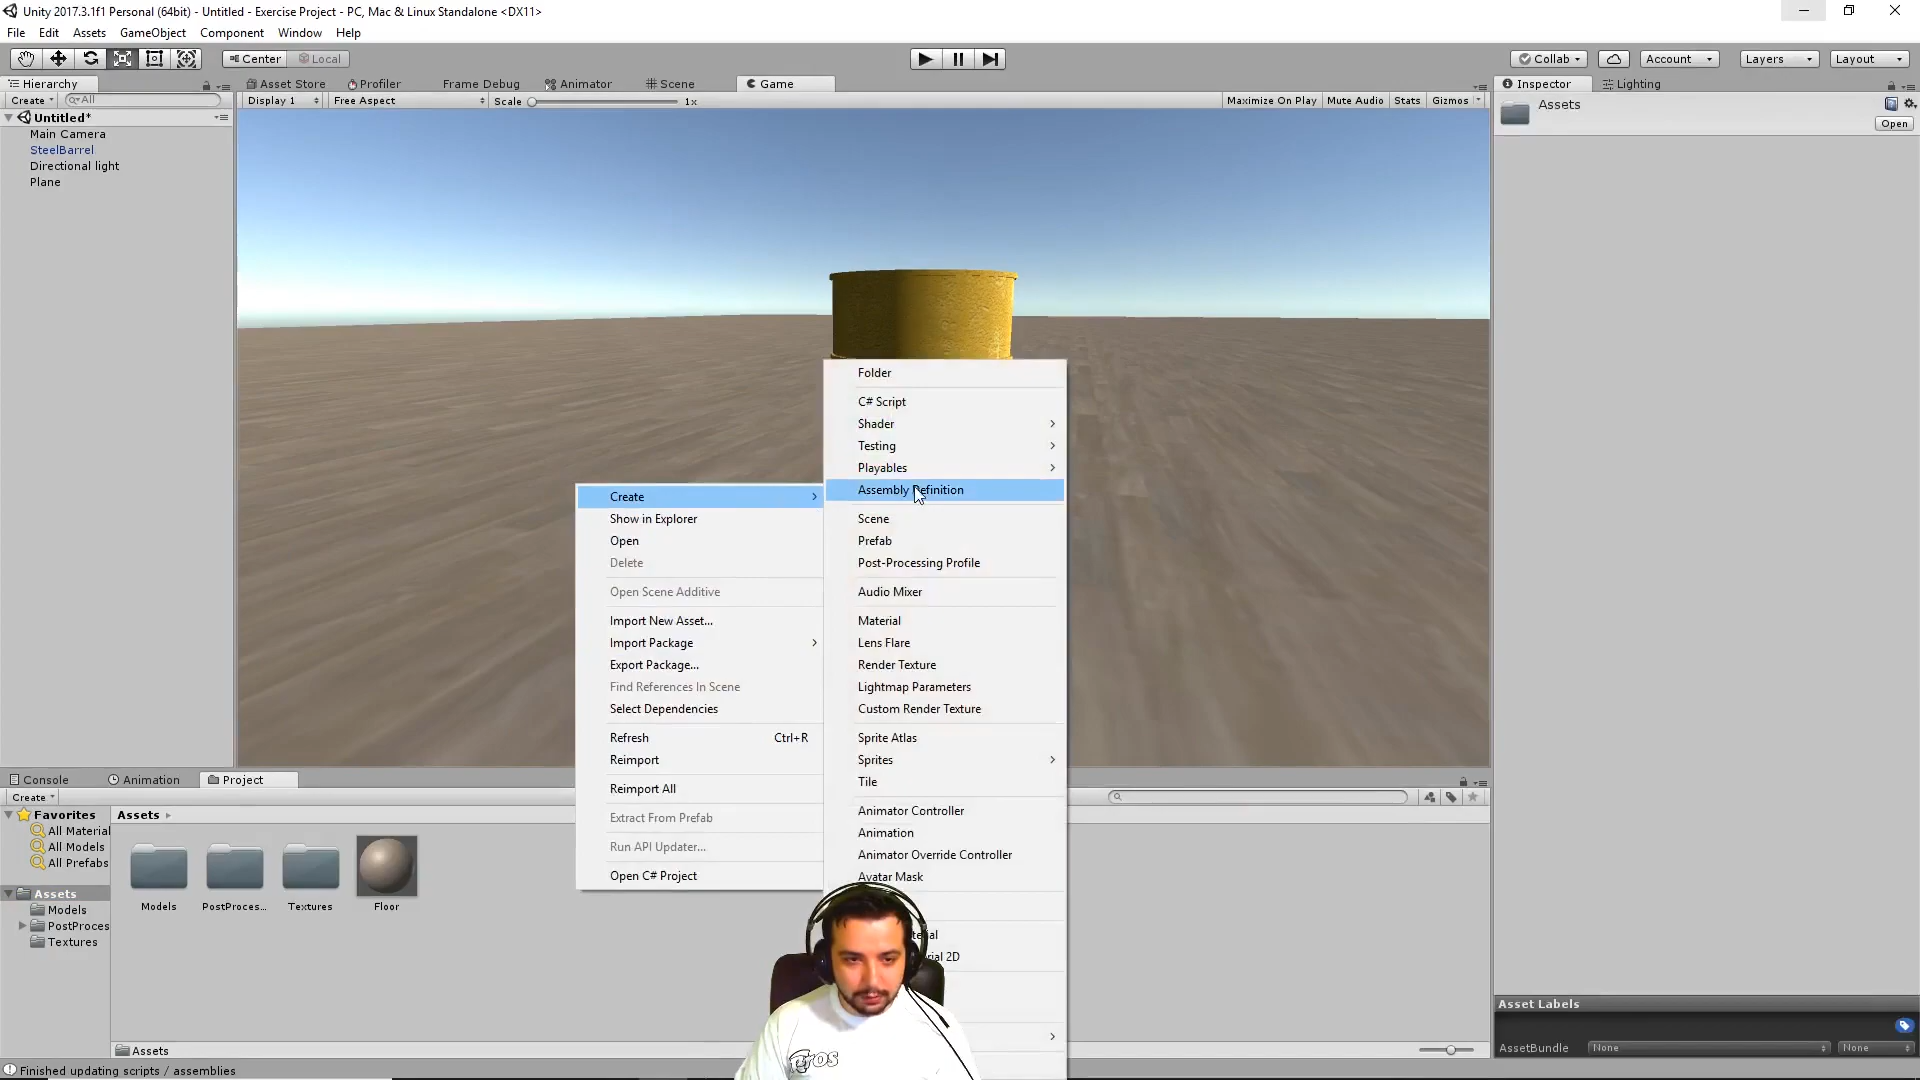 Unity 2017.3.1f1 Personal (64bit) - Untitled - Exercise Project - PC, Mac & Linux Standalone <DX11>
File Edit Assets GameObject Component Window Help
Center Local Collab Account Layers Layout
Hierarchy Asset Store Profiler Frame Debug Animator Scene Game Inspector Lighting
Create All Display 1 Free Aspect Scale 1x Maximize On Play Mute Audio Stats Gizmos
Assets
Open
Untitled*
Main Camera
SteelBarrel
Directional light
Plane
Create
Show in Explorer
Open
Delete
Open Scene Additive
Import New Asset...
Import Package
Export Package...
Find References In Scene
Select Dependencies
Refresh Ctrl+R
Reimport
Reimport All
Extract From Prefab
Run API Updater...
Open C# Project
Folder
C# Script
Shader
Testing
Playables
Assembly Definition
Scene
Prefab
Post-Processing Profile
Audio Mixer
Material
Lens Flare
Render Texture
Lightmap Parameters
Custom Render Texture
Sprite Atlas
Sprites
Tile
Animator Controller
Animation
Animator Override Controller
Avatar Mask
Console Animation Project
Create
Favorites
All Material
All Models
All Prefabs
Assets
Models
PostProces
Textures
Assets
Models PostProces... Textures Floor
Assets
Finished updating scripts / assemblies
Asset Labels
AssetBundle None None